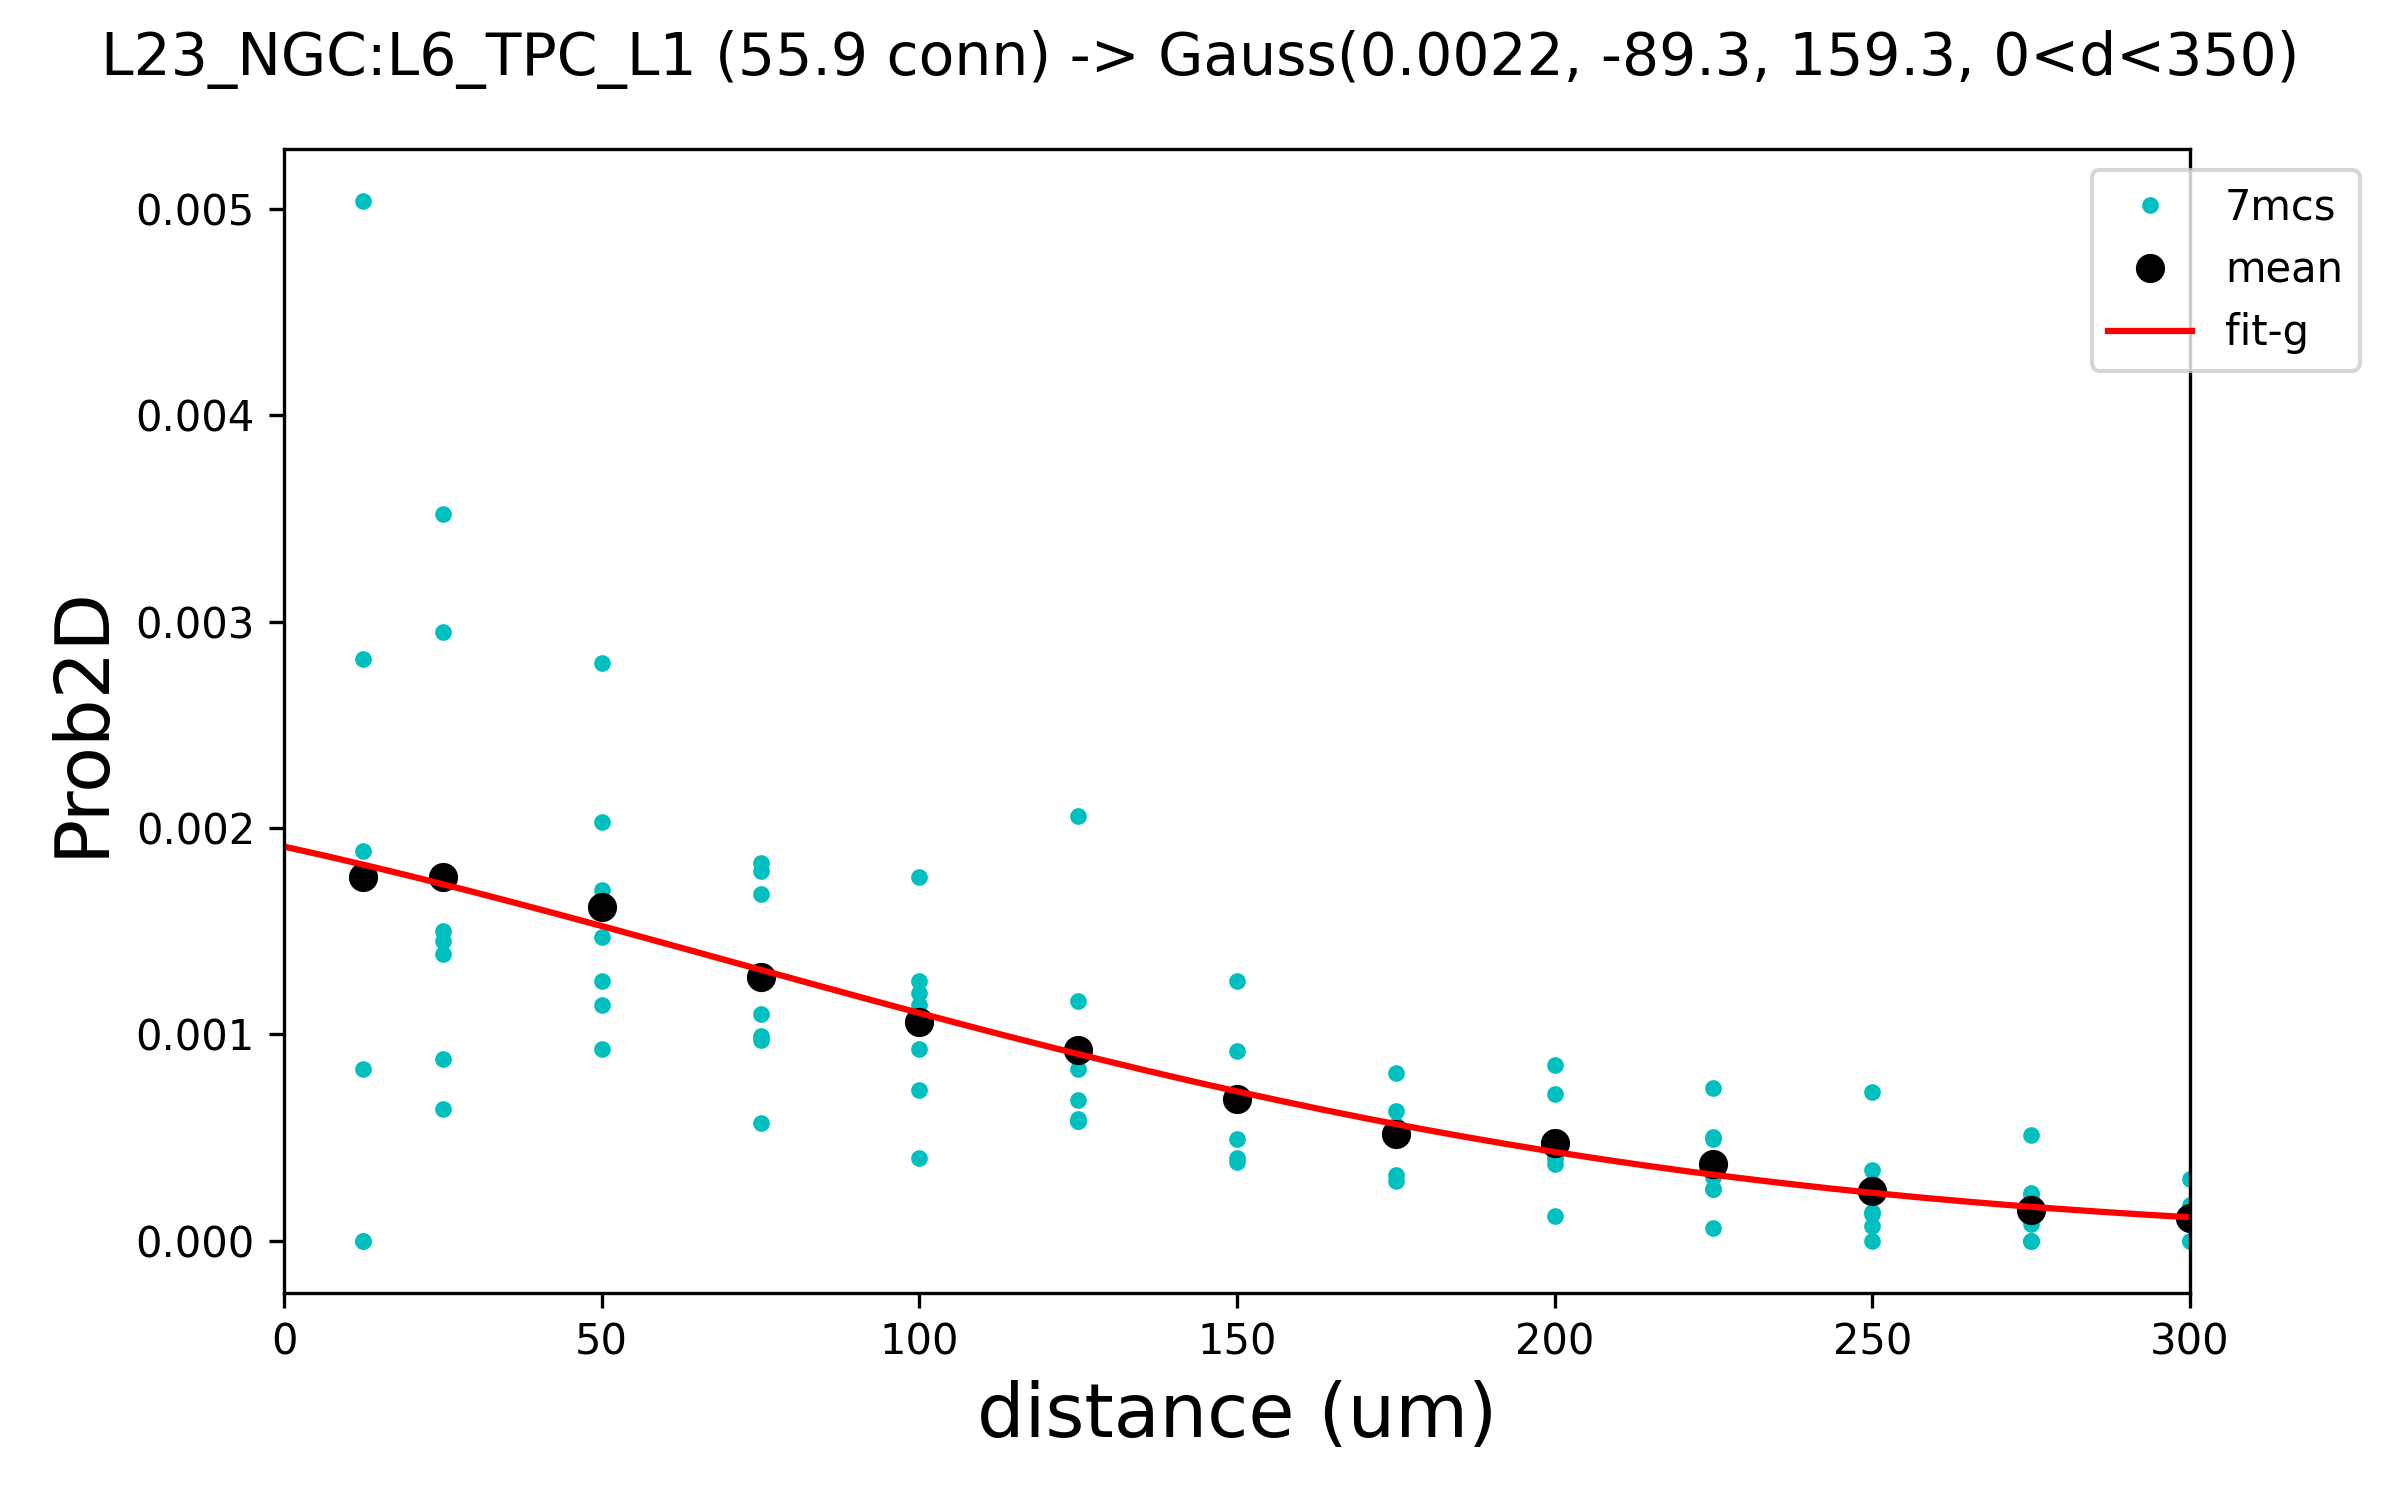 L23_NGC:L6_TPC_L1 (55.9 conn) -> Gauss(0.0022, -89.3, 159.3, 0<d<350)
7mcs
mean
fit-g
Prob2D
0.005
0.004
0.003
0.002
0.001
0.000
0 50 100 150 200 250 300
distance (um)